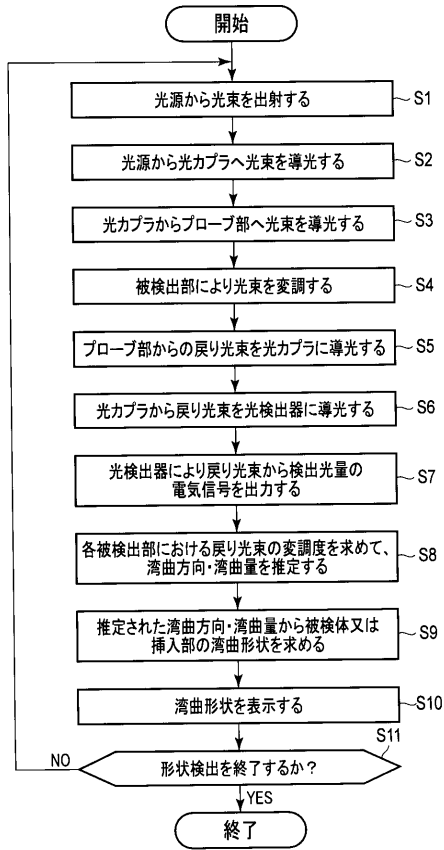 開始
光源から光束を出射する
S1
光源から光カプラへ光束を導光する
S2
光カプラからプローブ部へ光束を導光する
S3
被検出部により光束を変調する
S4
プローブ部からの戻り光束を光カプラに導光する
S5
光カプラから戻り光束を光検出器に導光する
S6
光検出器により戻り光束から検出光量の
電気信号を出力する
S7
各被検出部における戻り光束の変調度を求めて、
湾曲方向・湾曲量を推定する
S8
推定された湾曲方向・湾曲量から被検体又は
挿入部の湾曲形状を求める
S9
湾曲形状を表示する
S10
形状検出を終了するか？
S11
NO
YES
終了